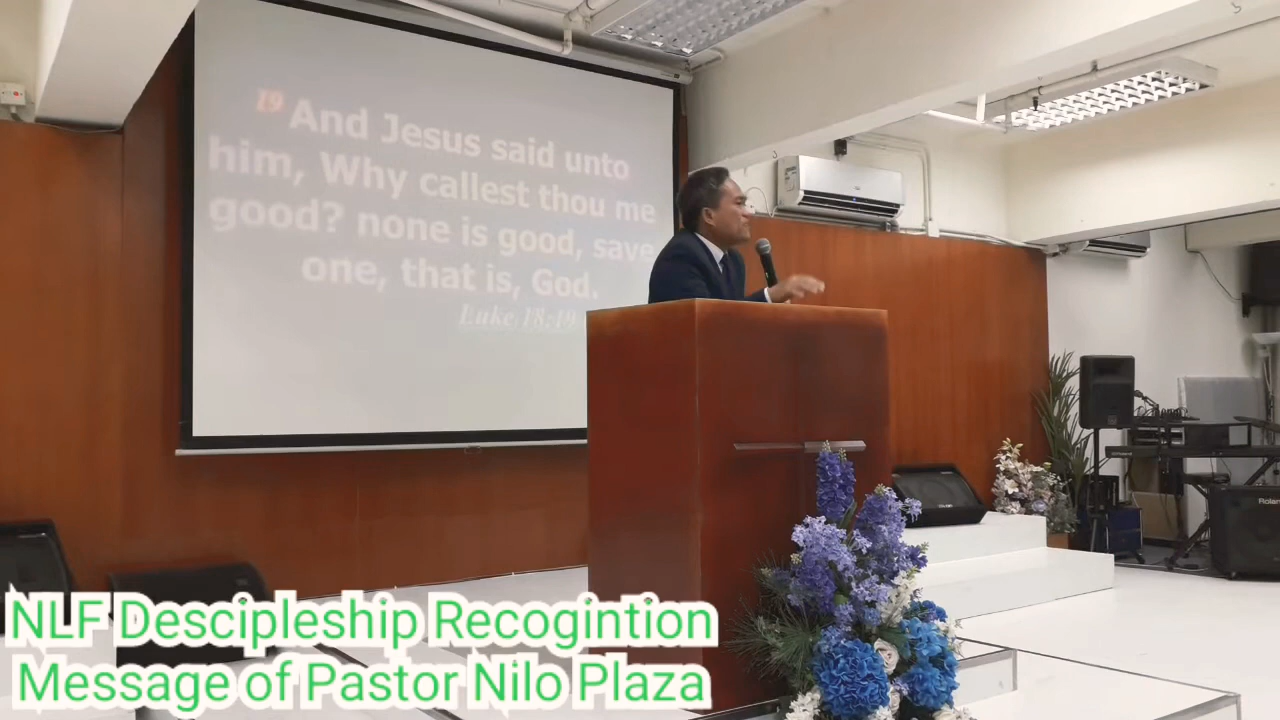 19 And Jesus said unto
him, Why callest thou me
good? none is good, save
one, that is, God.
Luke 18:19
Roland
NLF Descipleship Recogintion
Message of Pastor Nilo Plaza